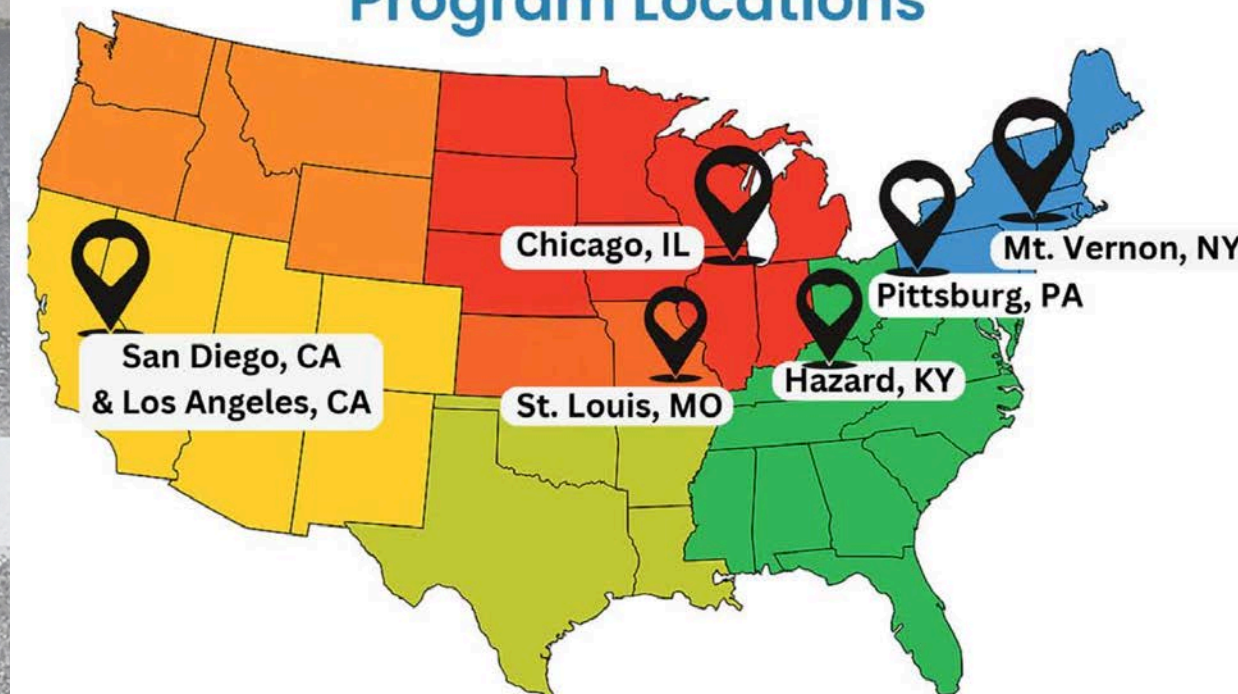 Program Locations
Chicago, IL
Mt. Vernon, NY
Pittsburg, PA
San Diego, CA
& Los Angeles, CA
St. Louis, MO
Hazard, KY